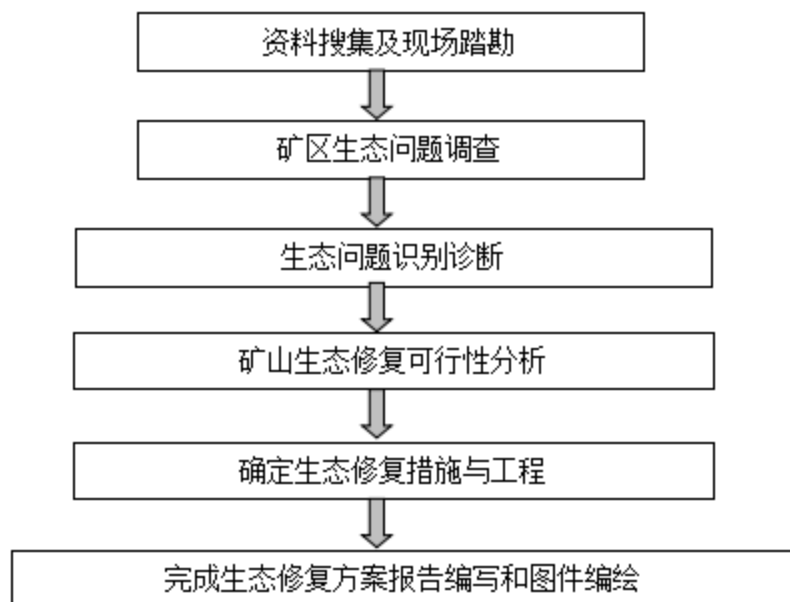 资料搜集及现场踏勘
矿区生态问题调查
生态问题识别诊断
矿山生态修复可行性分析
确定生态修复措施与工程
完成生态修复方案报告编写和图件编绘